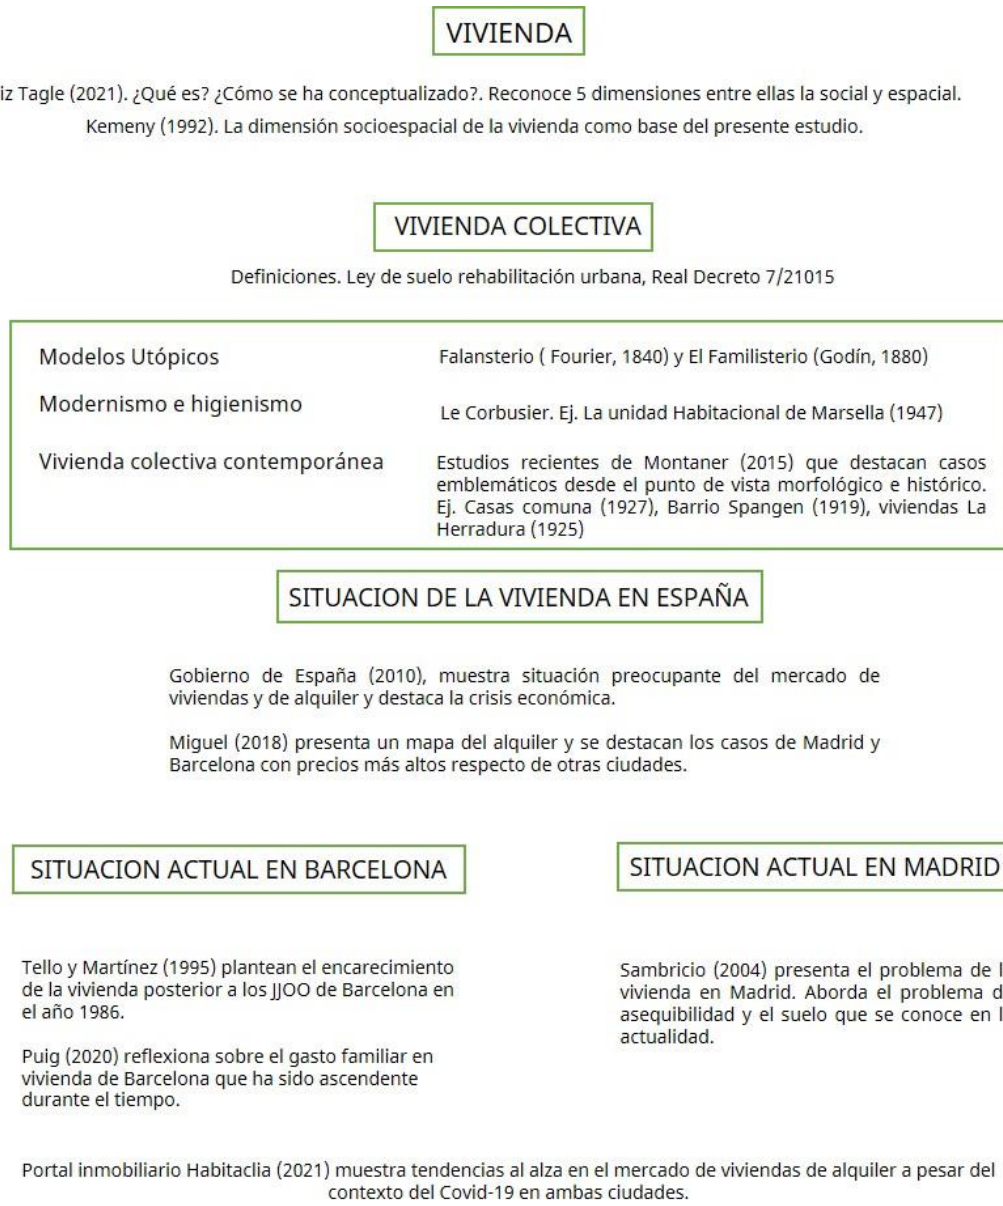 VIVIENDA
iz Tagle (2021). ¿Qué es? ¿Cómo se ha conceptualizado?. Reconoce 5 dimensiones entre ellas la social y espacial.
Kemeny (1992). La dimensión socioespacial de la vivienda como base del presente estudio.
VIVIENDA COLECTIVA
Definiciones. Ley de suelo rehabilitación urbana, Real Decreto 7/21015
Modelos Utópicos
Falansterio ( Fourier, 1840) y El Familisterio (Godín, 1880)
Modernismo e higienismo
Le Corbusier. Ej. La unidad Habitacional de Marsella (1947)
Vivienda colectiva contemporánea
Estudios recientes de Montaner (2015) que destacan casos
emblemáticos desde el punto de vista morfológico e histórico.
Ej. Casas comuna (1927), Barrio Spangen (1919), viviendas La
Herradura (1925)
SITUACION DE LA VIVIENDA EN ESPAÑA
Gobierno de España (2010), muestra situación preocupante del mercado de
viviendas y de alquiler y destaca la crisis económica.
Miguel (2018) presenta un mapa del alquiler y se destacan los casos de Madrid y
Barcelona con precios más altos respecto de otras ciudades.
SITUACION ACTUAL EN BARCELONA
Tello y Martínez (1995) plantean el encarecimiento
de la vivienda posterior a los JJOO de Barcelona en
el año 1986.
Puig (2020) reflexiona sobre el gasto familiar en
vivienda de Barcelona que ha sido ascendente
durante el tiempo.
SITUACION ACTUAL EN MADRID
Sambricio (2004) presenta el problema de l
vivienda en Madrid. Aborda el problema d
asequibilidad y el suelo que se conoce en l
actualidad.
Portal inmobiliario Habitaclia (2021) muestra tendencias al alza en el mercado de viviendas de alquiler a pesar del
contexto del Covid-19 en ambas ciudades.